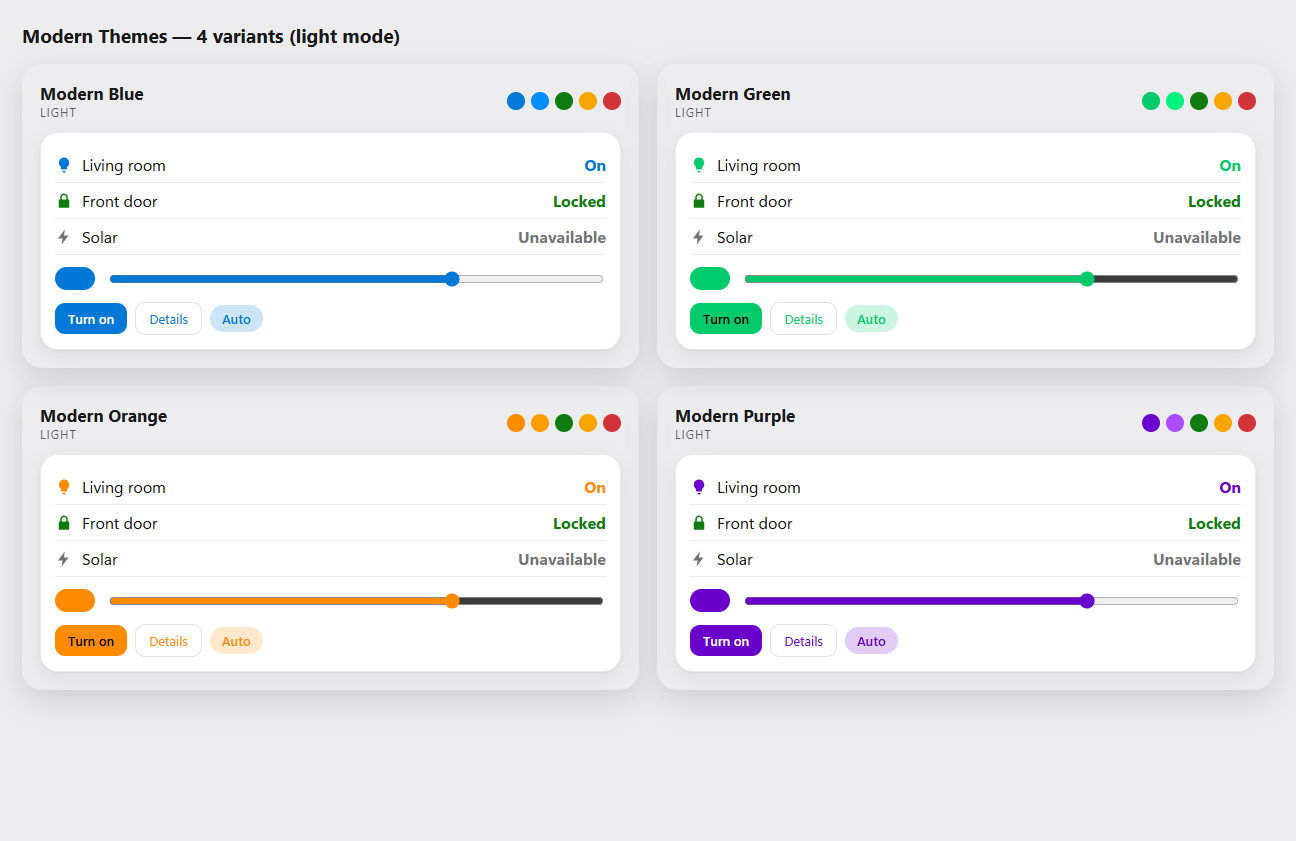 Modern Themes — 4 variants (light mode)
Modern Blue
LIGHT
Living room On
Front door Locked
Solar Unavailable
Turn on Details Auto
Modern Green
LIGHT
Living room On
Front door Locked
Solar Unavailable
Turn on Details Auto
Modern Orange
LIGHT
Living room On
Front door Locked
Solar Unavailable
Turn on Details Auto
Modern Purple
LIGHT
Living room On
Front door Locked
Solar Unavailable
Turn on Details Auto